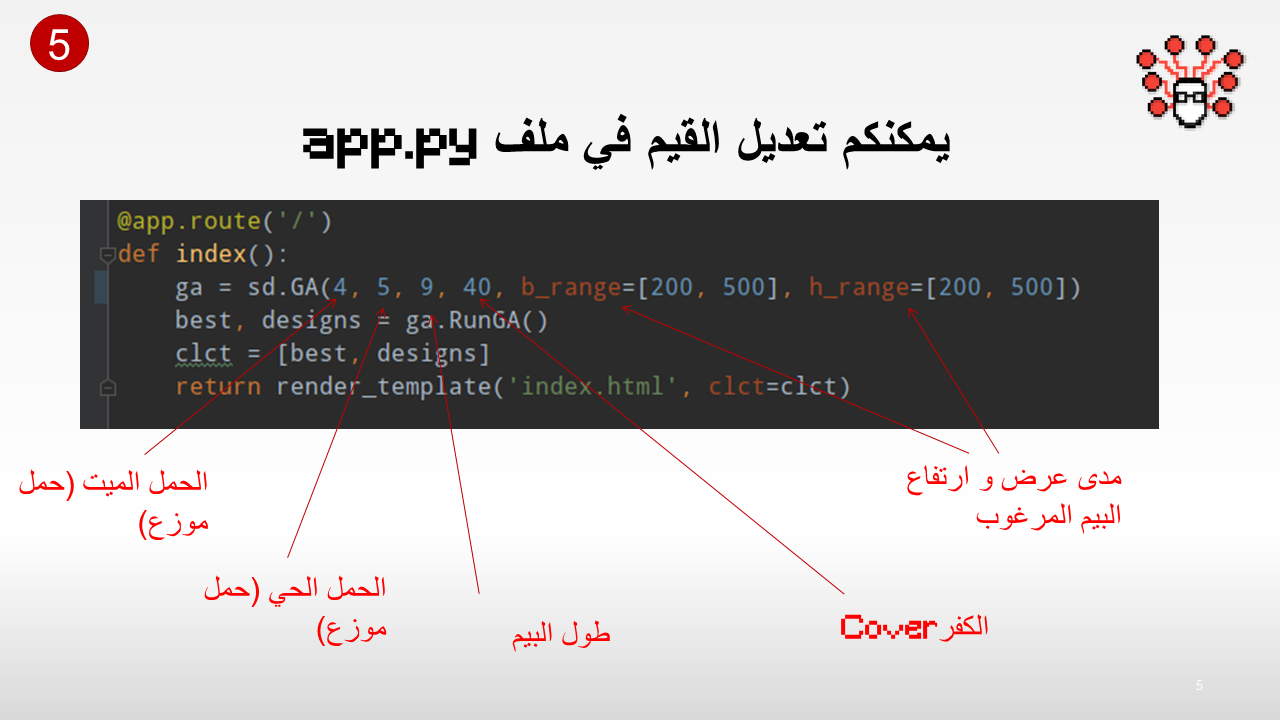 5
يمكنكم تعديل القيم في ملف app.py
@app.route('/')
def index():
ga = sd.GA(4, 5, 9, 40, b_range=[200, 500], h_range=[200, 500])
best, designs = ga.RunGA()
clct = [best, designs]
return render_template('index.html', clct=clct)
مدى عرض و ارتفاع
البيم المرغوب
الحمل الميت (حمل
موزع)
الحمل الحي (حمل
موزع)
طول البيم
الكفر Cover
5